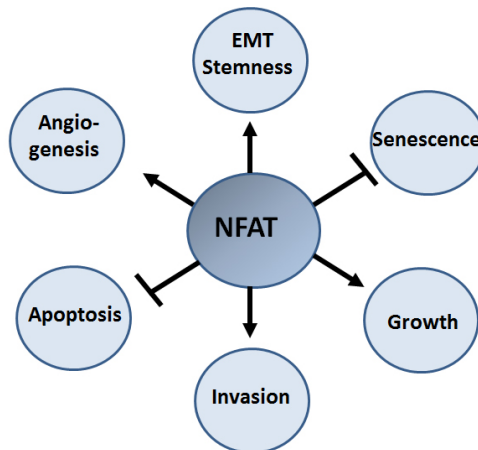 EMT
Stemness
Angio-
genesis
Senescence
NFAT
Apoptosis
Growth
Invasion